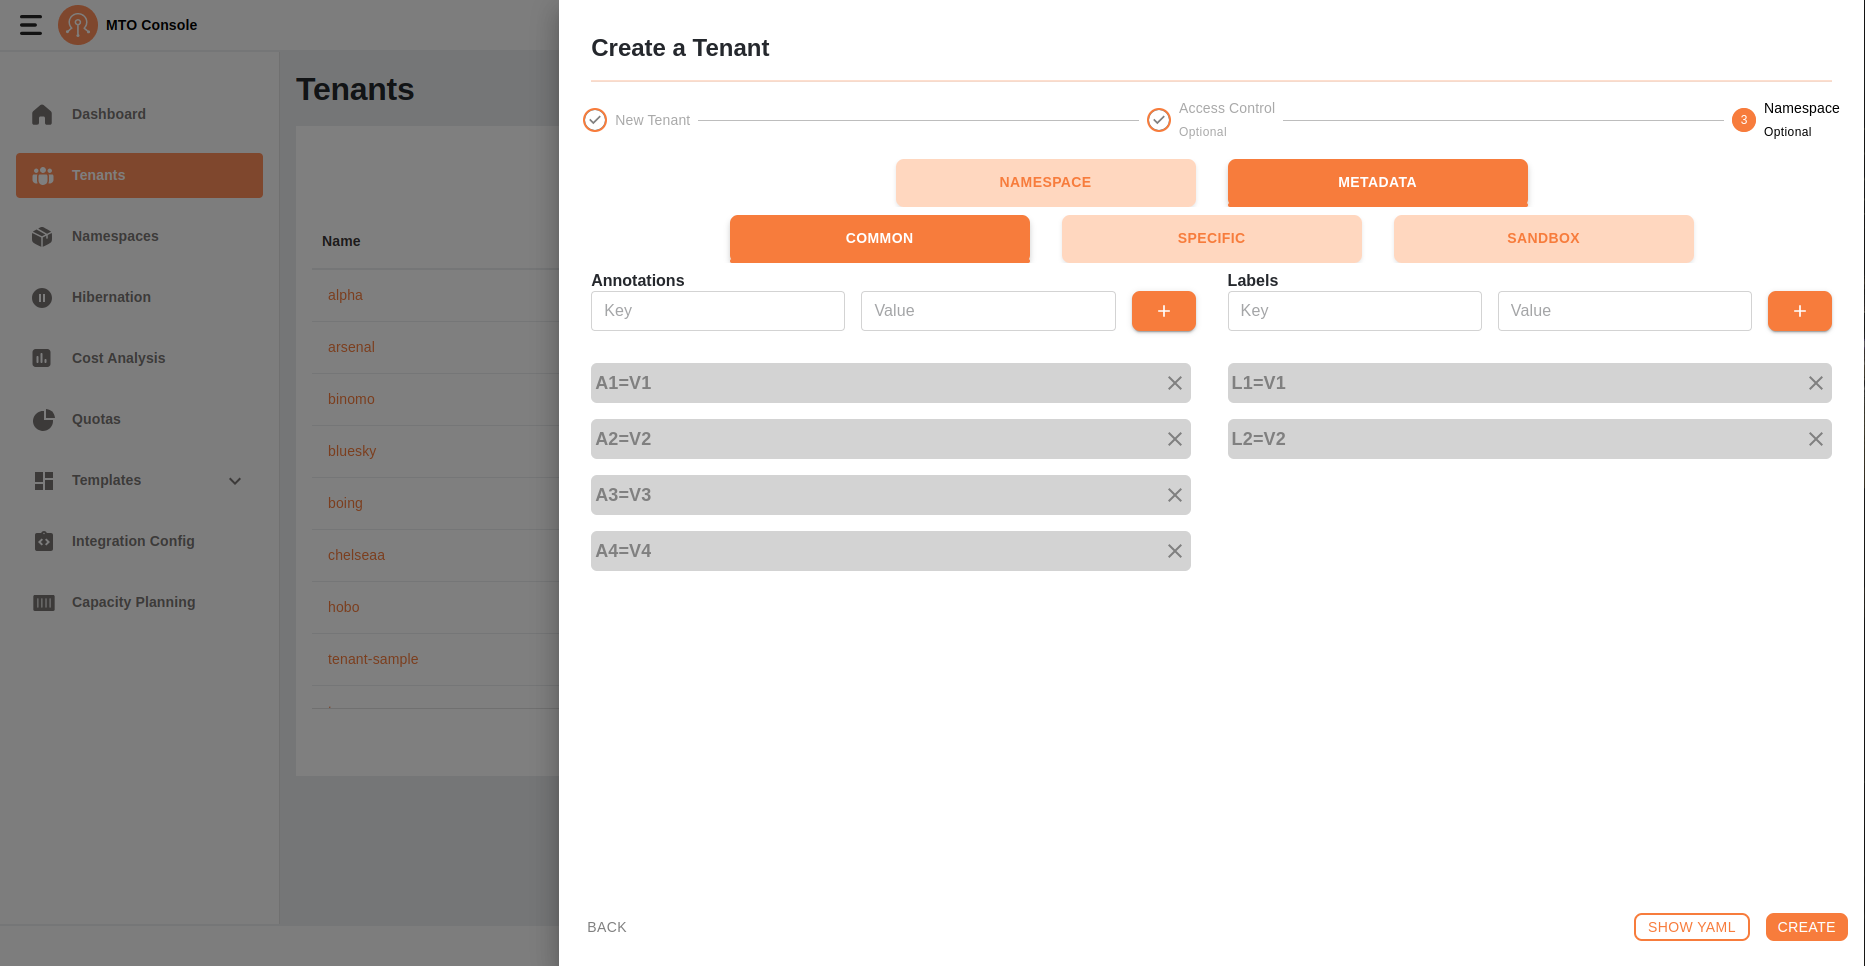 MTO Console
Dashboard
Tenants
Namespaces
Hibernation
Cost Analysis
Quotas
Templates
Integration Config
Capacity Planning
Tenants
Name
alpha
arsenal
binomo
bluesky
boing
chelseaa
hobo
tenant-sample
Create a Tenant
New Tenant
Access Control
Optional
3
Namespace
Optional
NAMESPACE
METADATA
COMMON
SPECIFIC
SANDBOX
Annotations
Key
Value
+
A1=V1
A2=V2
A3=V3
A4=V4
Labels
Key
Value
+
L1=V1
L2=V2
BACK
SHOW YAML
CREATE